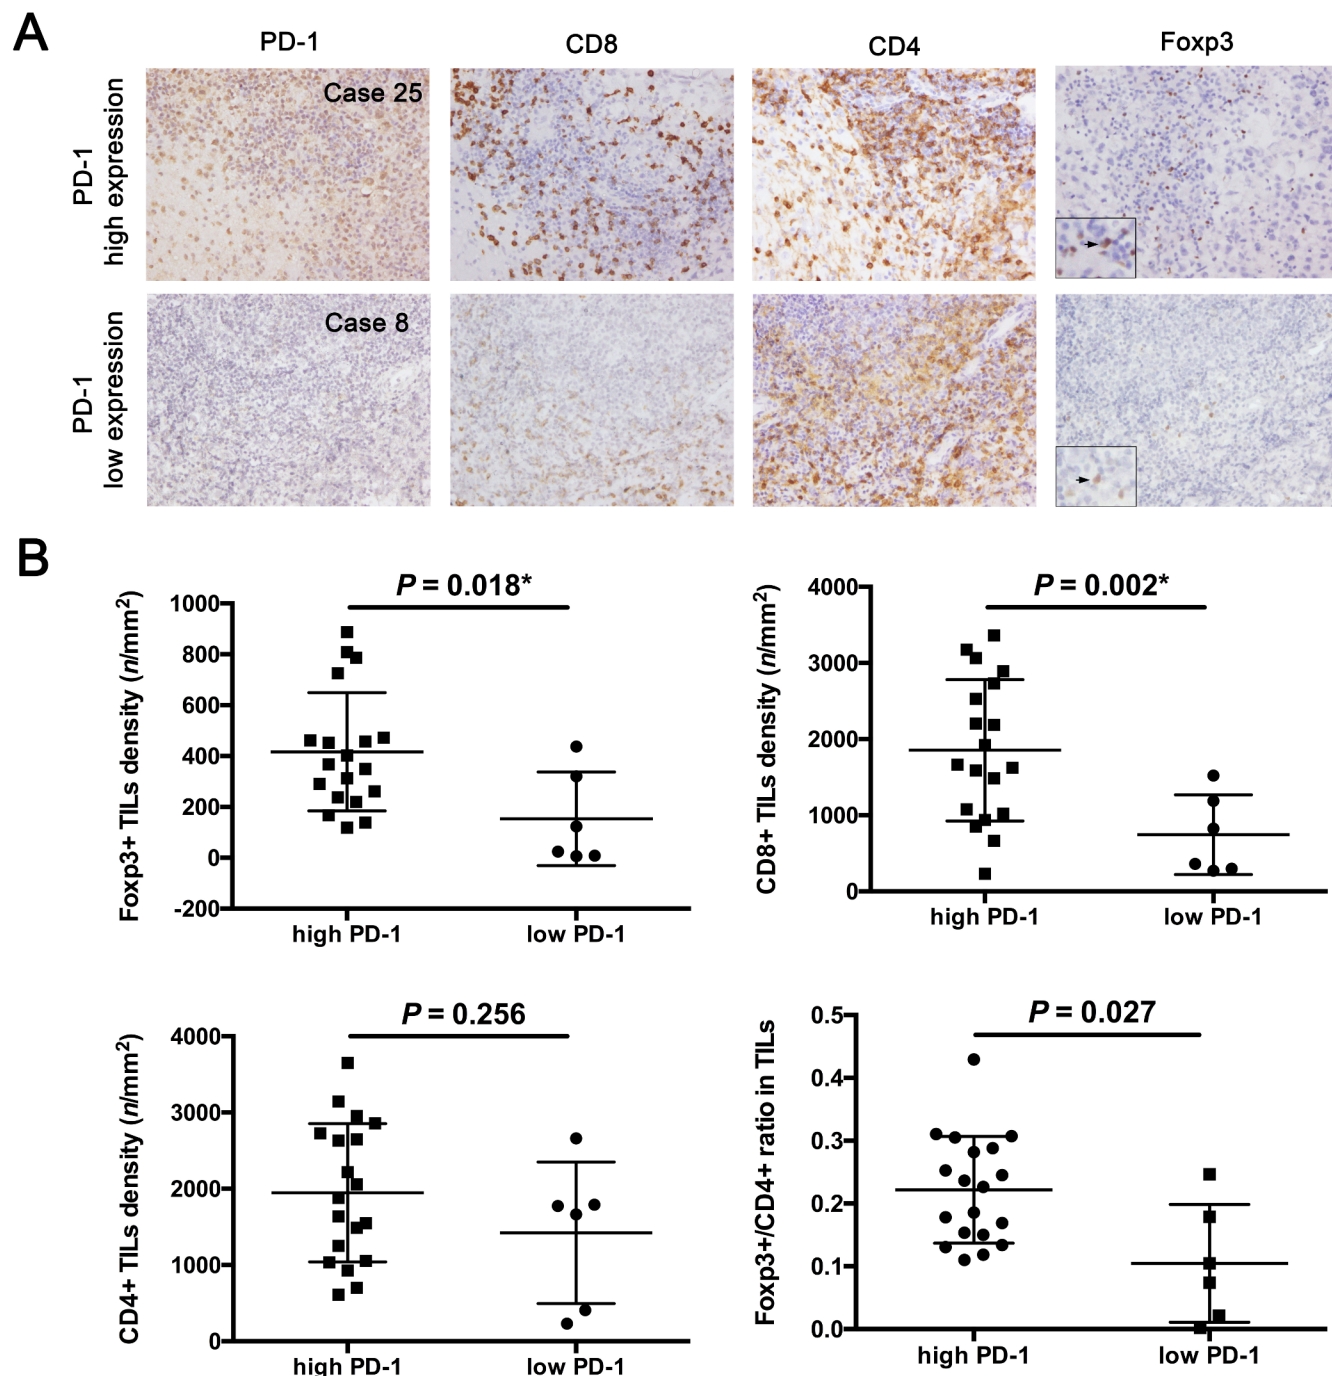 A
PD-1
CD8
CD4
Foxp3
PD-1
high expression
Case 25
PD-1
low expression
Case 8
B
P = 0.018*
Foxp3+ TILs density (n/mm²)
1000
800
600
400
200
0
-200
high PD-1
low PD-1
P = 0.002*
CD8+ TILs density (n/mm²)
4000
3000
2000
1000
0
high PD-1
low PD-1
P = 0.256
CD4+ TILs density (n/mm²)
4000
3000
2000
1000
0
high PD-1
low PD-1
P = 0.027
Foxp3+/CD4+ ratio in TILs
0.5
0.4
0.3
0.2
0.1
0.0
high PD-1
low PD-1